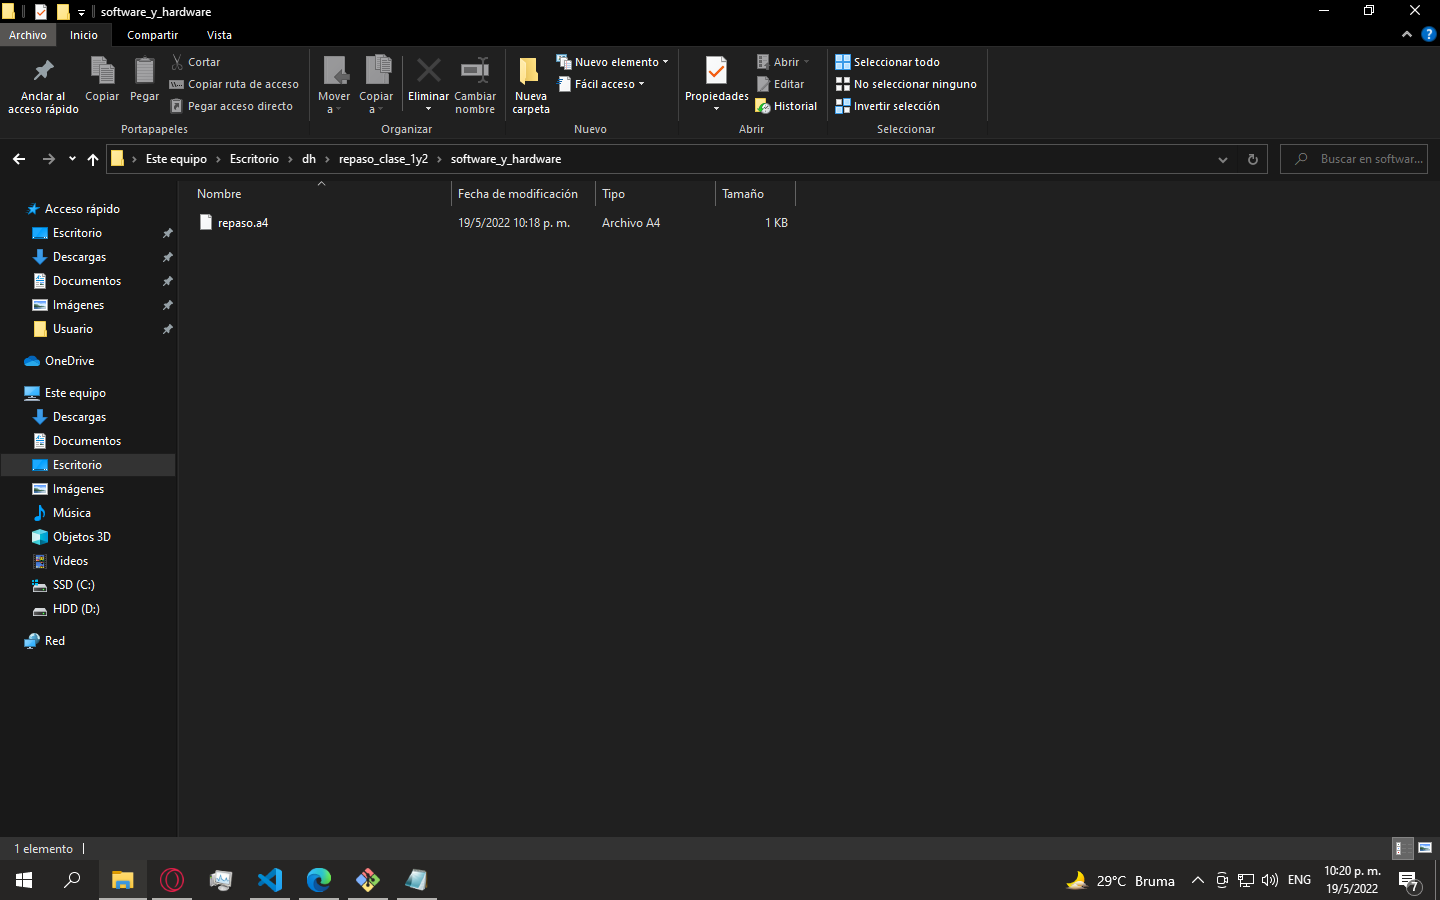 software_y_hardware
Archivo Inicio Compartir Vista
Anclar al acceso rápido
Copiar
Pegar
Cortar
Copiar ruta de acceso
Pegar acceso directo
Portapapeles
Mover a
Copiar a
Eliminar
Cambiar nombre
Organizar
Nueva carpeta
Nuevo elemento
Fácil acceso
Nuevo
Propiedades
Abrir
Editar
Historial
Abrir
Seleccionar todo
No seleccionar ninguno
Invertir selección
Seleccionar
Este equipo > Escritorio > dh > repaso_clase_1y2 > software_y_hardware
Buscar en softwar...
Nombre Fecha de modificación Tipo Tamaño
repaso.a4 19/5/2022 10:18 p. m. Archivo A4 1 KB
Acceso rápido
Escritorio
Descargas
Documentos
Imágenes
Usuario
OneDrive
Este equipo
Descargas
Documentos
Escritorio
Imágenes
Música
Objetos 3D
Videos
SSD (C:)
HDD (D:)
Red
1 elemento
29°C Bruma
ENG
10:20 p. m.
19/5/2022
7